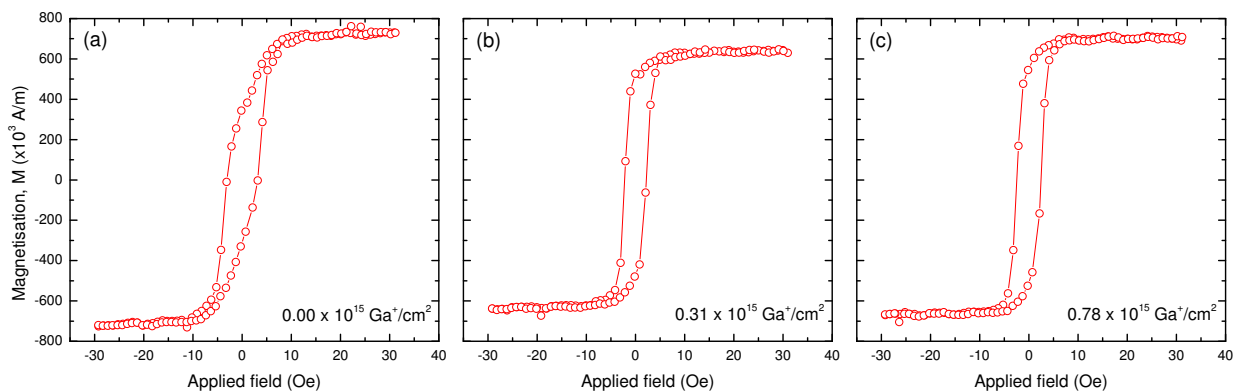 (a)
(b)
(c)
Magnetisation, M (x10³ A/m)
800
600
400
200
0
-200
-400
-600
-800
0.00 x 10¹⁵ Ga⁺/cm²
0.31 x 10¹⁵ Ga⁺/cm²
0.78 x 10¹⁵ Ga⁺/cm²
-30 -20 -10 0 10 20 30 40
-30 -20 -10 0 10 20 30 40
-30 -20 -10 0 10 20 30 40
Applied field (Oe)
Applied field (Oe)
Applied field (Oe)